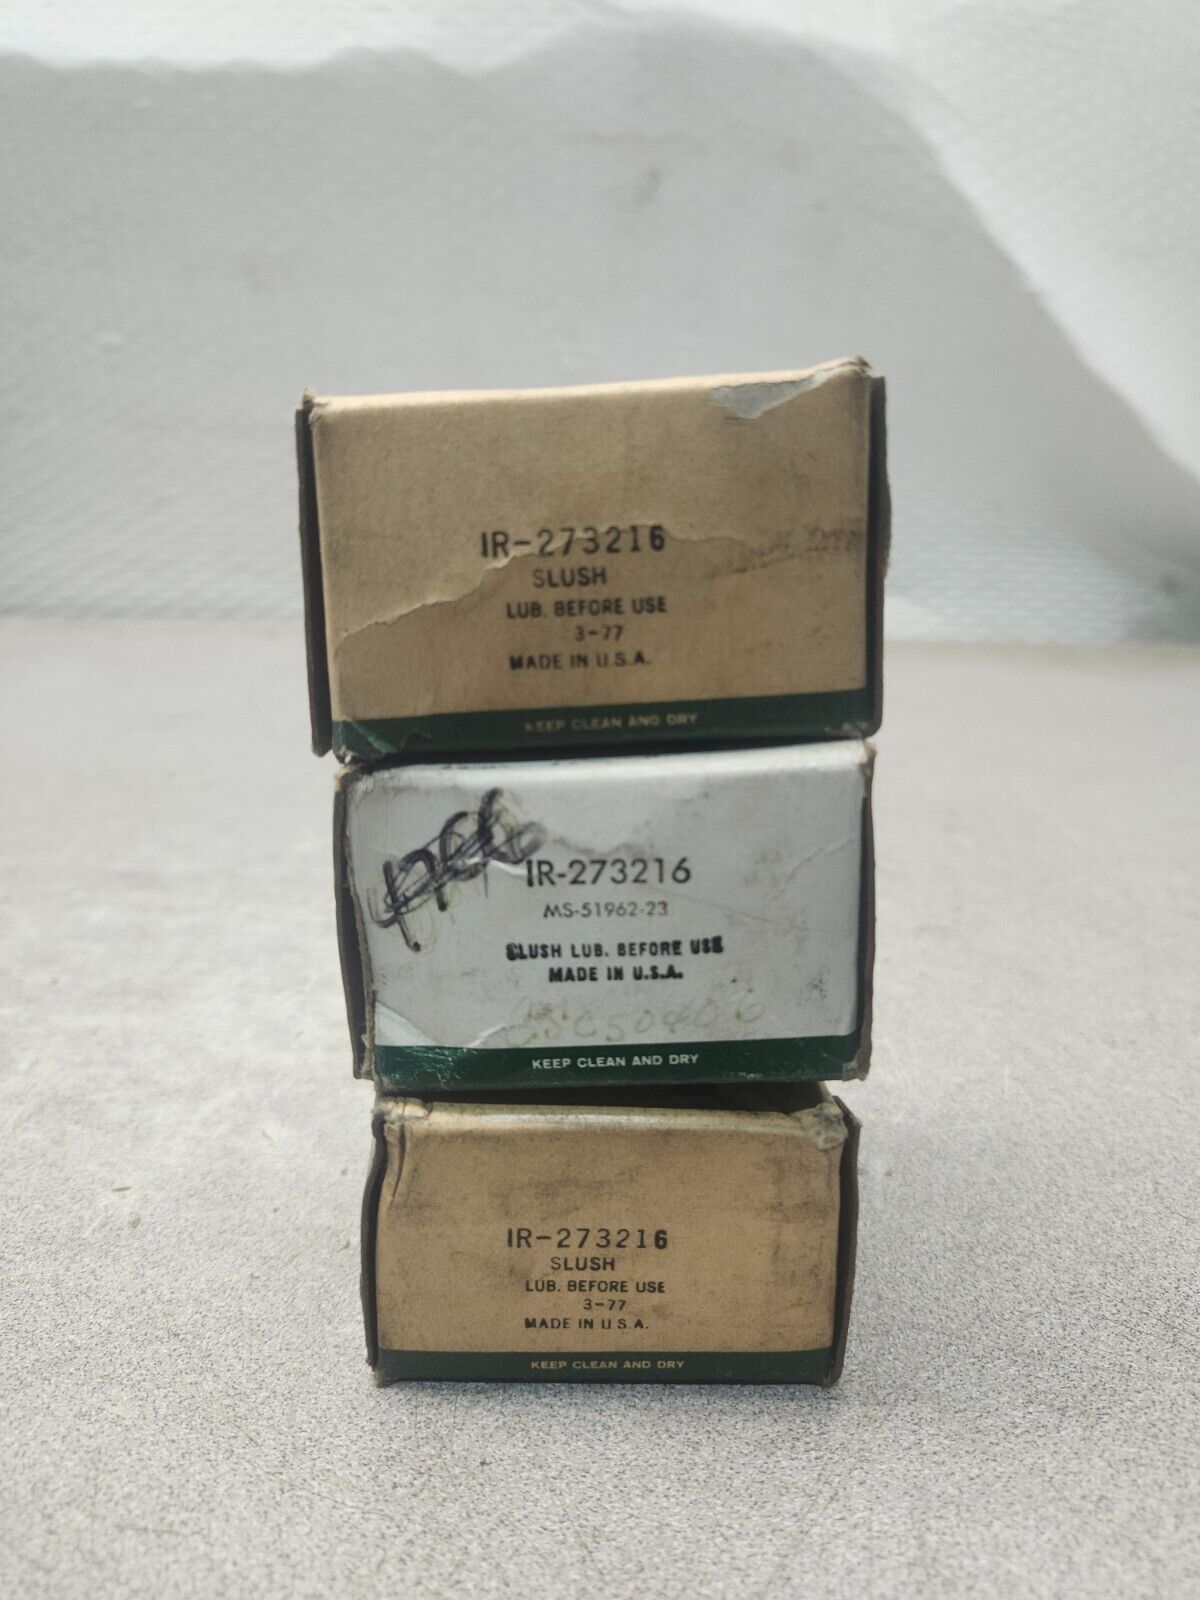 IR-273216
SLUSH
LUB. BEFORE USE
3-77
MADE IN U.S.A.
KEEP CLEAN AND DRY
IR-273216
MS-51962-23
SLUSH LUB. BEFORE USE
MADE IN U.S.A.
KEEP CLEAN AND DRY
IR-273216
SLUSH
LUB. BEFORE USE
3-77
MADE IN U.S.A.
KEEP CLEAN AND DRY